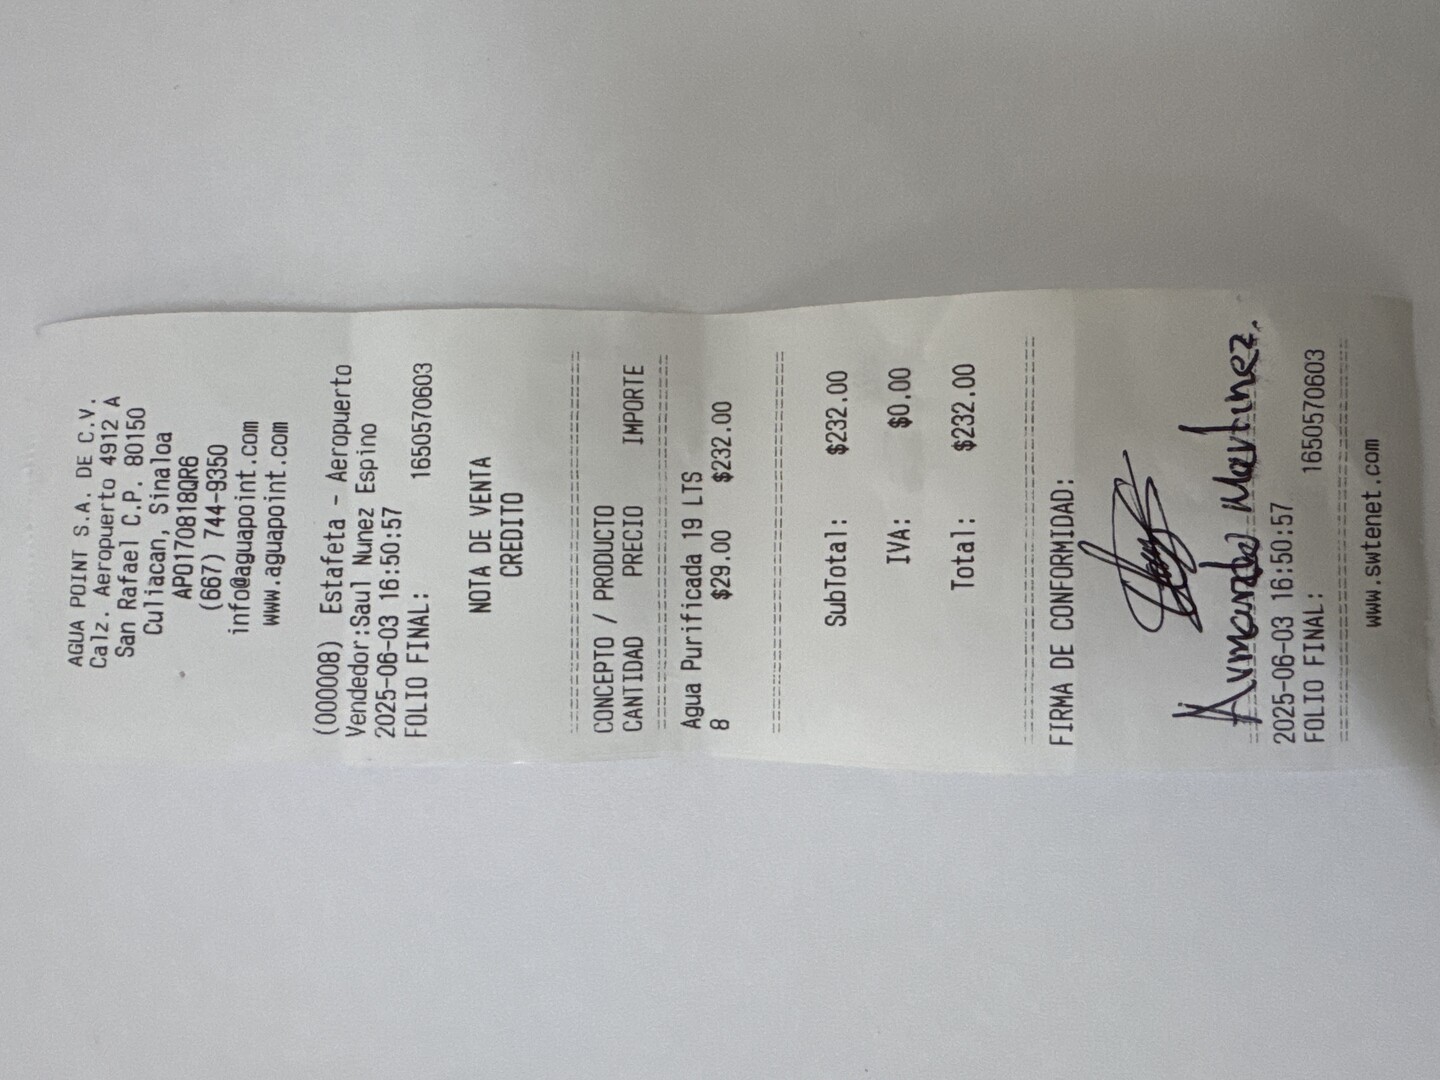 AGUA POINT S.A. DE C.V.
Calz. Aeropuerto 4912 A
San Rafael C.P. 80150
Culiacan, Sinaloa
APO170818QR6
(667) 744-9350
info@aguapoint.com
www.aguapoint.com
(000008) Estafeta - Aeropuerto
Vendedor:Saul Nunez Espino
2025-06-03 16:50:57
FOLIO FINAL: 1650570603
NOTA DE VENTA
CREDITO
CONCEPTO / PRODUCTO
CANTIDAD PRECIO IMPORTE
Agua Purificada 19 LTS
8 $29.00 $232.00
SubTotal: $232.00
IVA: $0.00
Total: $232.00
FIRMA DE CONFORMIDAD:
Armando Martinez.
2025-06-03 16:50:57
FOLIO FINAL: 1650570603
www.swtenet.com